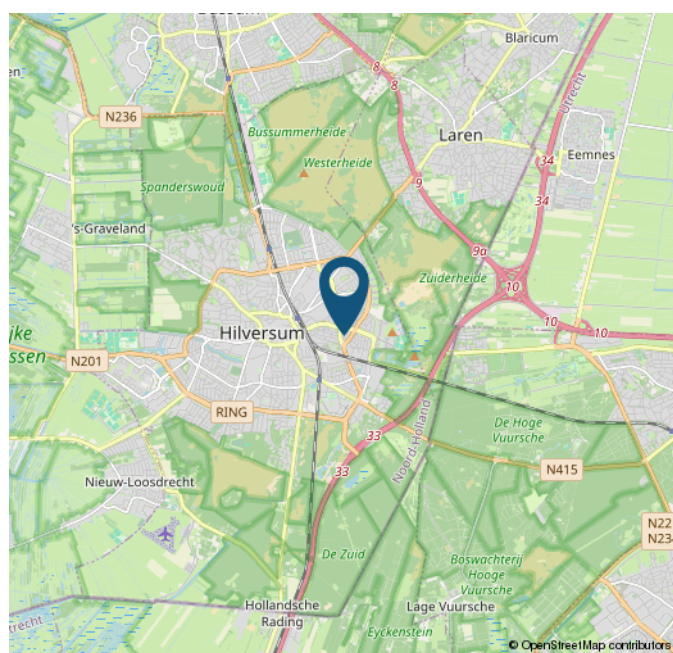 Blaricum
8
8
Utrecht
N236
Bussummerheide
Laren
34
Eemnes
Westerheide
Spanderswoud
9
34
's-Graveland
9a
Zuiderheide
10
10
10
Hilversum
N201
RING
Noord-Holland
De Hoge
Vuursche
33
33
N415
Nieuw-Loosdrecht
De Zuid
Boswachterij
Hooge
Vuursche
Hollandsche
Rading
Lage Vuursche
Eyckenstein
© OpenStreetMap contributors